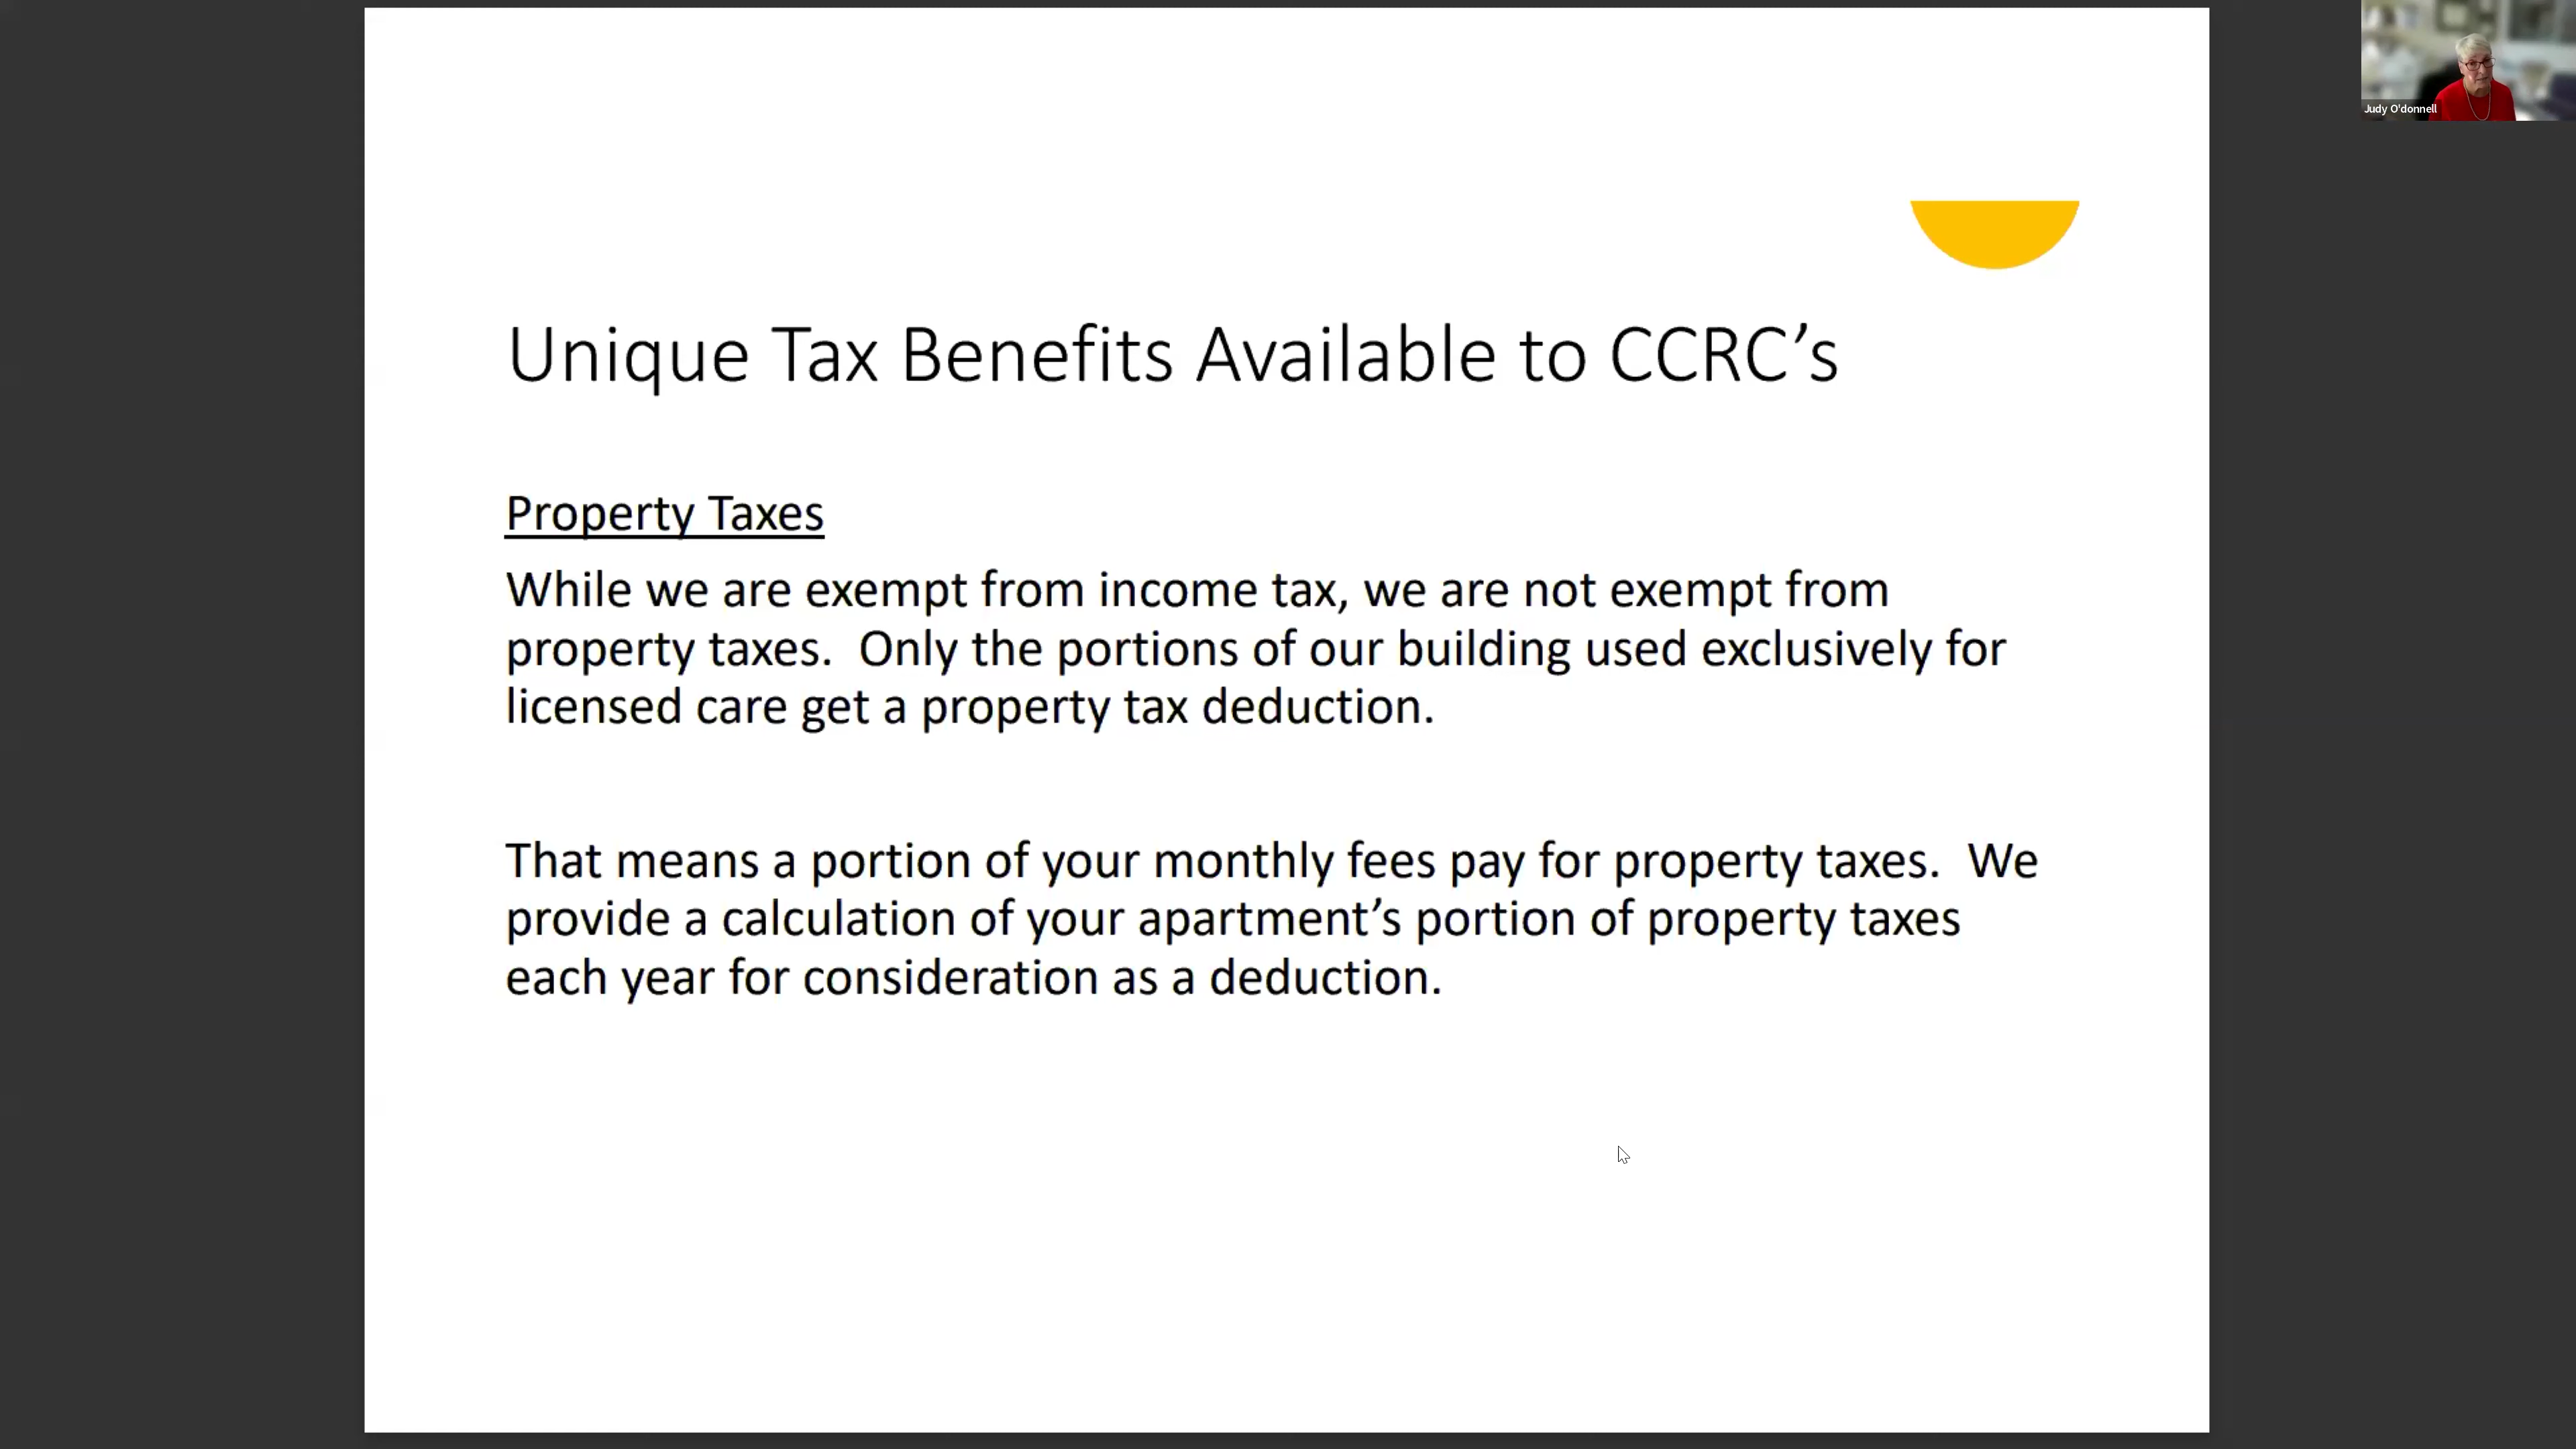 Judy O'donnell
Unique Tax Benefits Available to CCRC’s
Property Taxes
While we are exempt from income tax, we are not exempt from
property taxes.  Only the portions of our building used exclusively for
licensed care get a property tax deduction.
That means a portion of your monthly fees pay for property taxes.  We
provide a calculation of your apartment’s portion of property taxes
each year for consideration as a deduction.